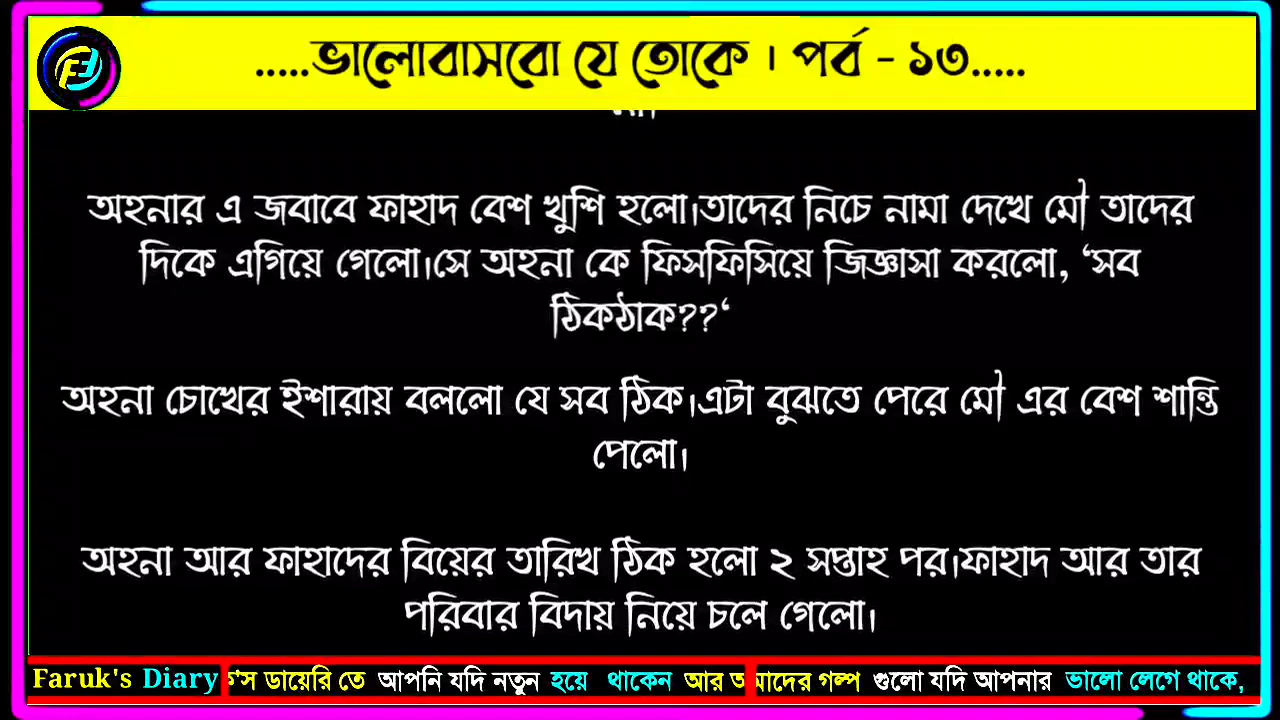 .....ভালোবাসবো যে তোকে । পর্ব - ১৩.....
অহনার এ জবাবে ফাহাদ বেশ খুশি হলো।তাদের নিচে নামা দেখে মৌ তাদের
দিকে এগিয়ে গেলো।সে অহনা কে ফিসফিসিয়ে জিজ্ঞাসা করলো, ‘সব
ঠিকঠাক??‘
অহনা চোখের ইশারায় বললো যে সব ঠিক।এটা বুঝতে পেরে মৌ এর বেশ শান্তি
পেলো।
অহনা আর ফাহাদের বিয়ের তারিখ ঠিক হলো ২ সপ্তাহ পর।ফাহাদ আর তার
পরিবার বিদায় নিয়ে চলে গেলো।
Faruk's Diary ডায়েরি তে আপনি যদি নতুন হয়ে থাকেন আর গল্প গুলো যদি আপনার ভালো লেগে থাকে,